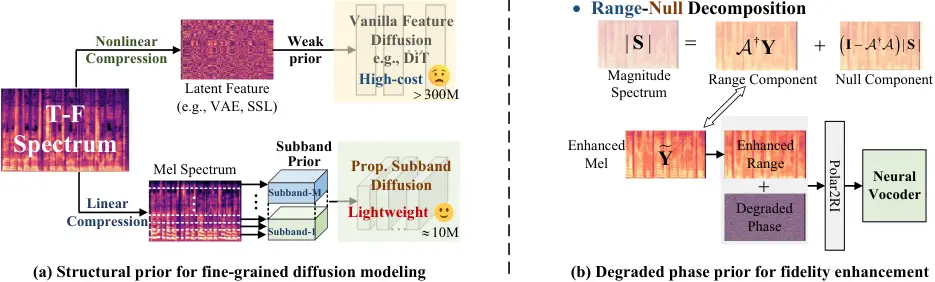 T-F
Spectrum
Nonlinear
Compression
Latent Feature
(e.g., VAE, SSL)
Weak
prior
Vanilla Feature
Diffusion
e.g., DiT
High-cost
> 300M
Linear
Compression
Mel Spectrum
Subband
Prior
Subband-M
Subband-1
Prop. Subband
Diffusion
Lightweight
≈ 10M
(a) Structural prior for fine-grained diffusion modeling
• Range-Null Decomposition
|S| = 𝒜†Y + (I − 𝒜†𝒜)|S|
Magnitude
Spectrum
Range Component
Null Component
Enhanced
Mel
Ỹ
Enhanced
Range
+
Degraded
Phase
Polar2RI
Neural
Vocoder
(b) Degraded phase prior for fidelity enhancement